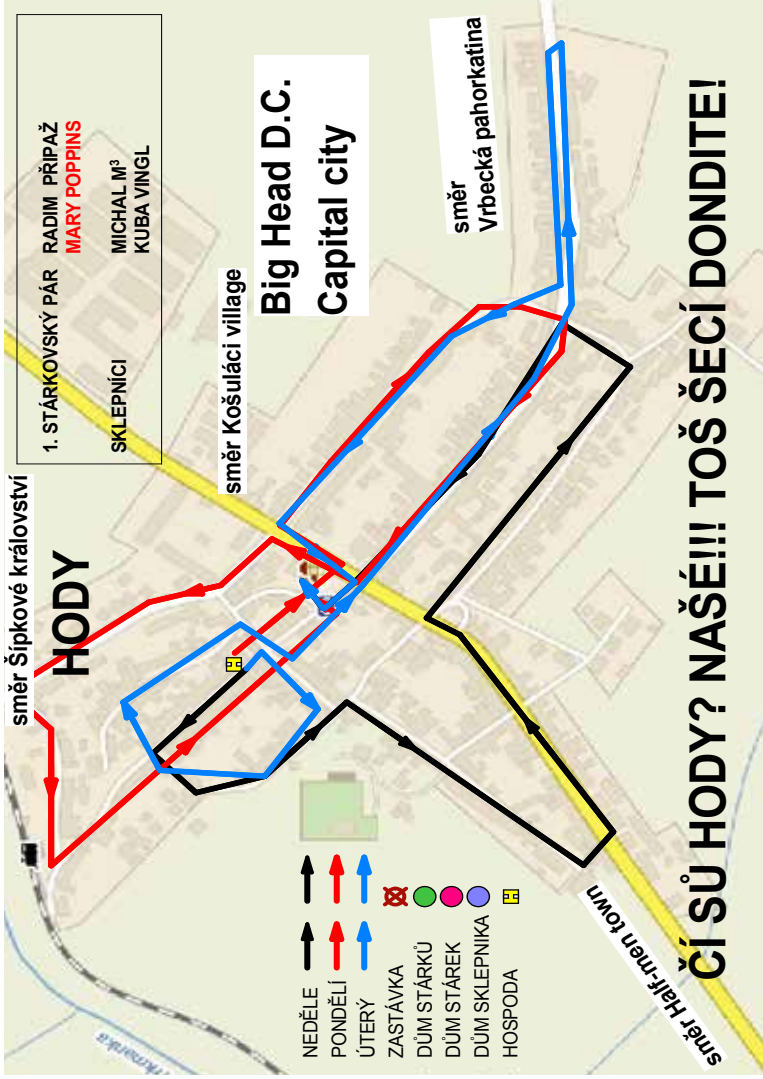 1. STÁRKOVSKÝ PÁR RADIM PŘIPAŽ
MARY POPPINS
SKLEPNÍCI MICHAL M³
KUBA VINGL
směr Šípkové království
HODY
směr Košuláci village
Big Head D.C.
Capital city
směr
Vrbecká pahorkatina
NEDĚLE
PONDĚLÍ
ÚTERÝ
ZASTÁVKA
DŮM STÁRKŮ
DŮM STÁREK
DŮM SKLEPNIKA
HOSPODA
H
H
směr Half-men town
ČÍ SŮ HODY? NAŠÉ!!! TOŠ ŠECÍ DONDITE!